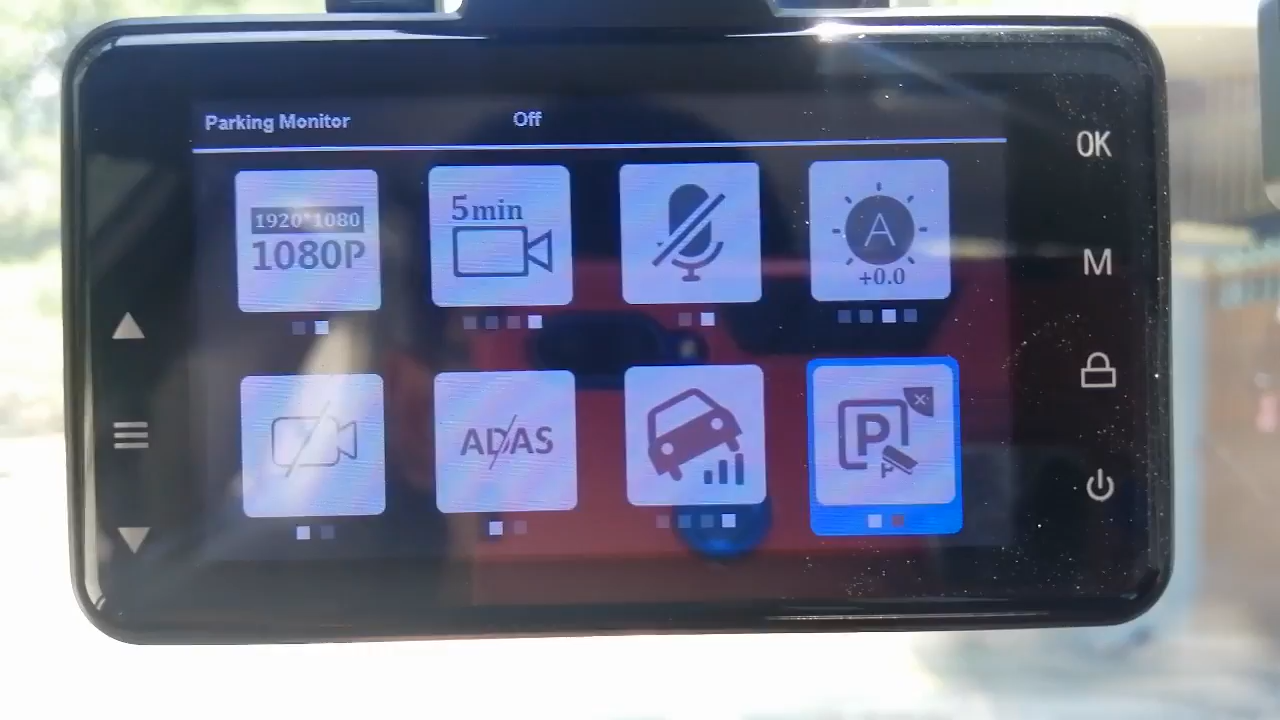 Parking Monitor Off
OK
1920*1080
1080P
5min
A
+0.0
M
ADAS
P